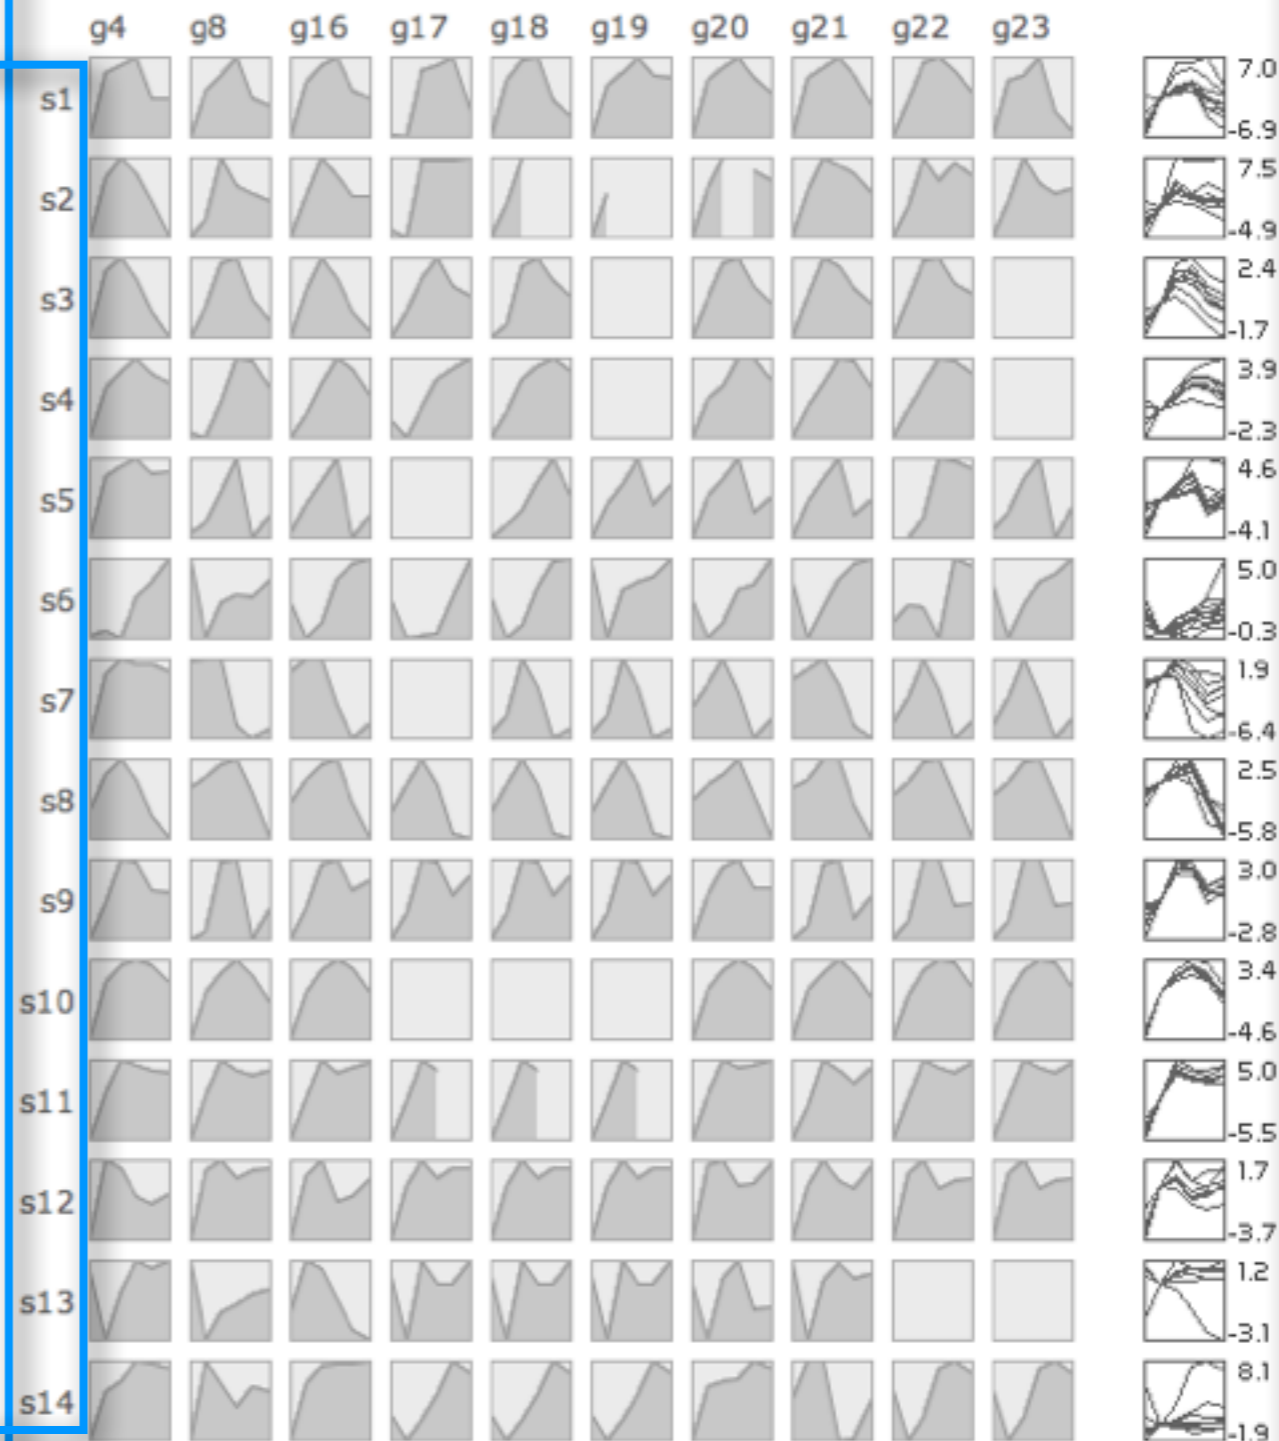 g4 g8 g16 g17 g18 g19 g20 g21 g22 g23
s1 7.0
-6.9
s2 7.5
-4.9
s3 2.4
-1.7
s4 3.9
-2.3
s5 4.6
-4.1
s6 5.0
-0.3
s7 1.9
-6.4
s8 2.5
-5.8
s9 3.0
-2.8
s10 3.4
-4.6
s11 5.0
-5.5
s12 1.7
-3.7
s13 1.2
-3.1
s14 8.1
-1.9